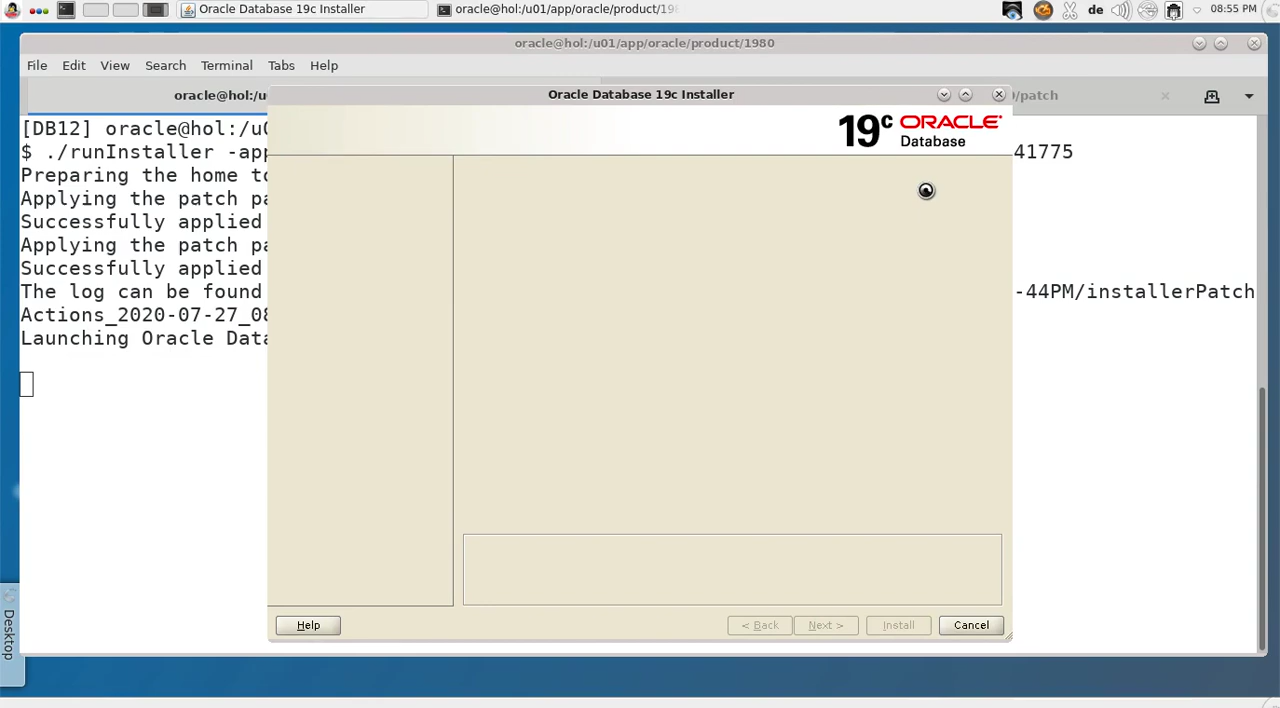 Oracle Database 19c Installer
oracle@hol:/u01/app/oracle/product/19
de
08:55 PM
oracle@hol:/u01/app/oracle/product/1980
File Edit View Search Terminal Tabs Help
oracle@hol:/u0
/patch
Oracle Database 19c Installer
19c ORACLE
Database
[DB12] oracle@hol:/u0
$ ./runInstaller -app
41775
Preparing the home to
Applying the patch pa
Successfully applied
Applying the patch pa
Successfully applied
The log can be found
-44PM/installerPatch
Actions_2020-07-27_08
Launching Oracle Data
Help
< Back
Next >
Install
Cancel
Desktop